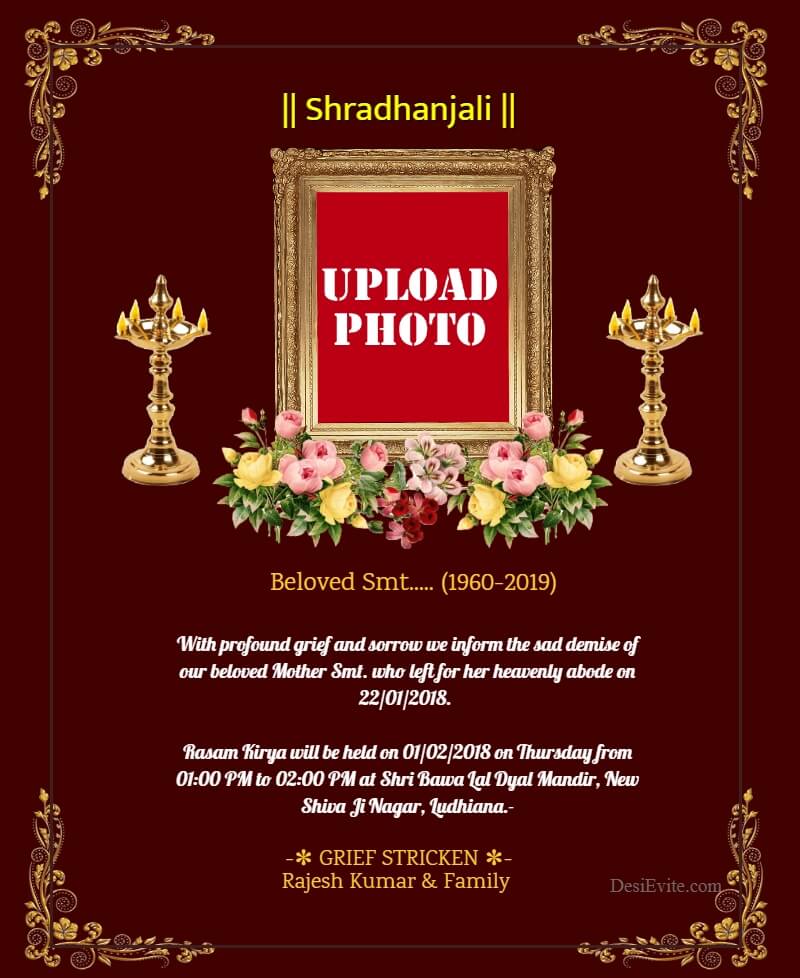 || Shradhanjali ||
UPLOAD
PHOTO
Beloved Smt..... (1960-2019)
With profound grief and sorrow we inform the sad demise of
our beloved Mother Smt. who left for her heavenly abode on
22/01/2018.
Rasam Kirya will be held on 01/02/2018 on Thursday from
01:00 PM to 02:00 PM at Shri Bawa Lal Dyal Mandir, New
Shiva Ji Nagar, Ludhiana.-
-✻ GRIEF STRICKEN ✻-
Rajesh Kumar & Family
DesiEvite.com